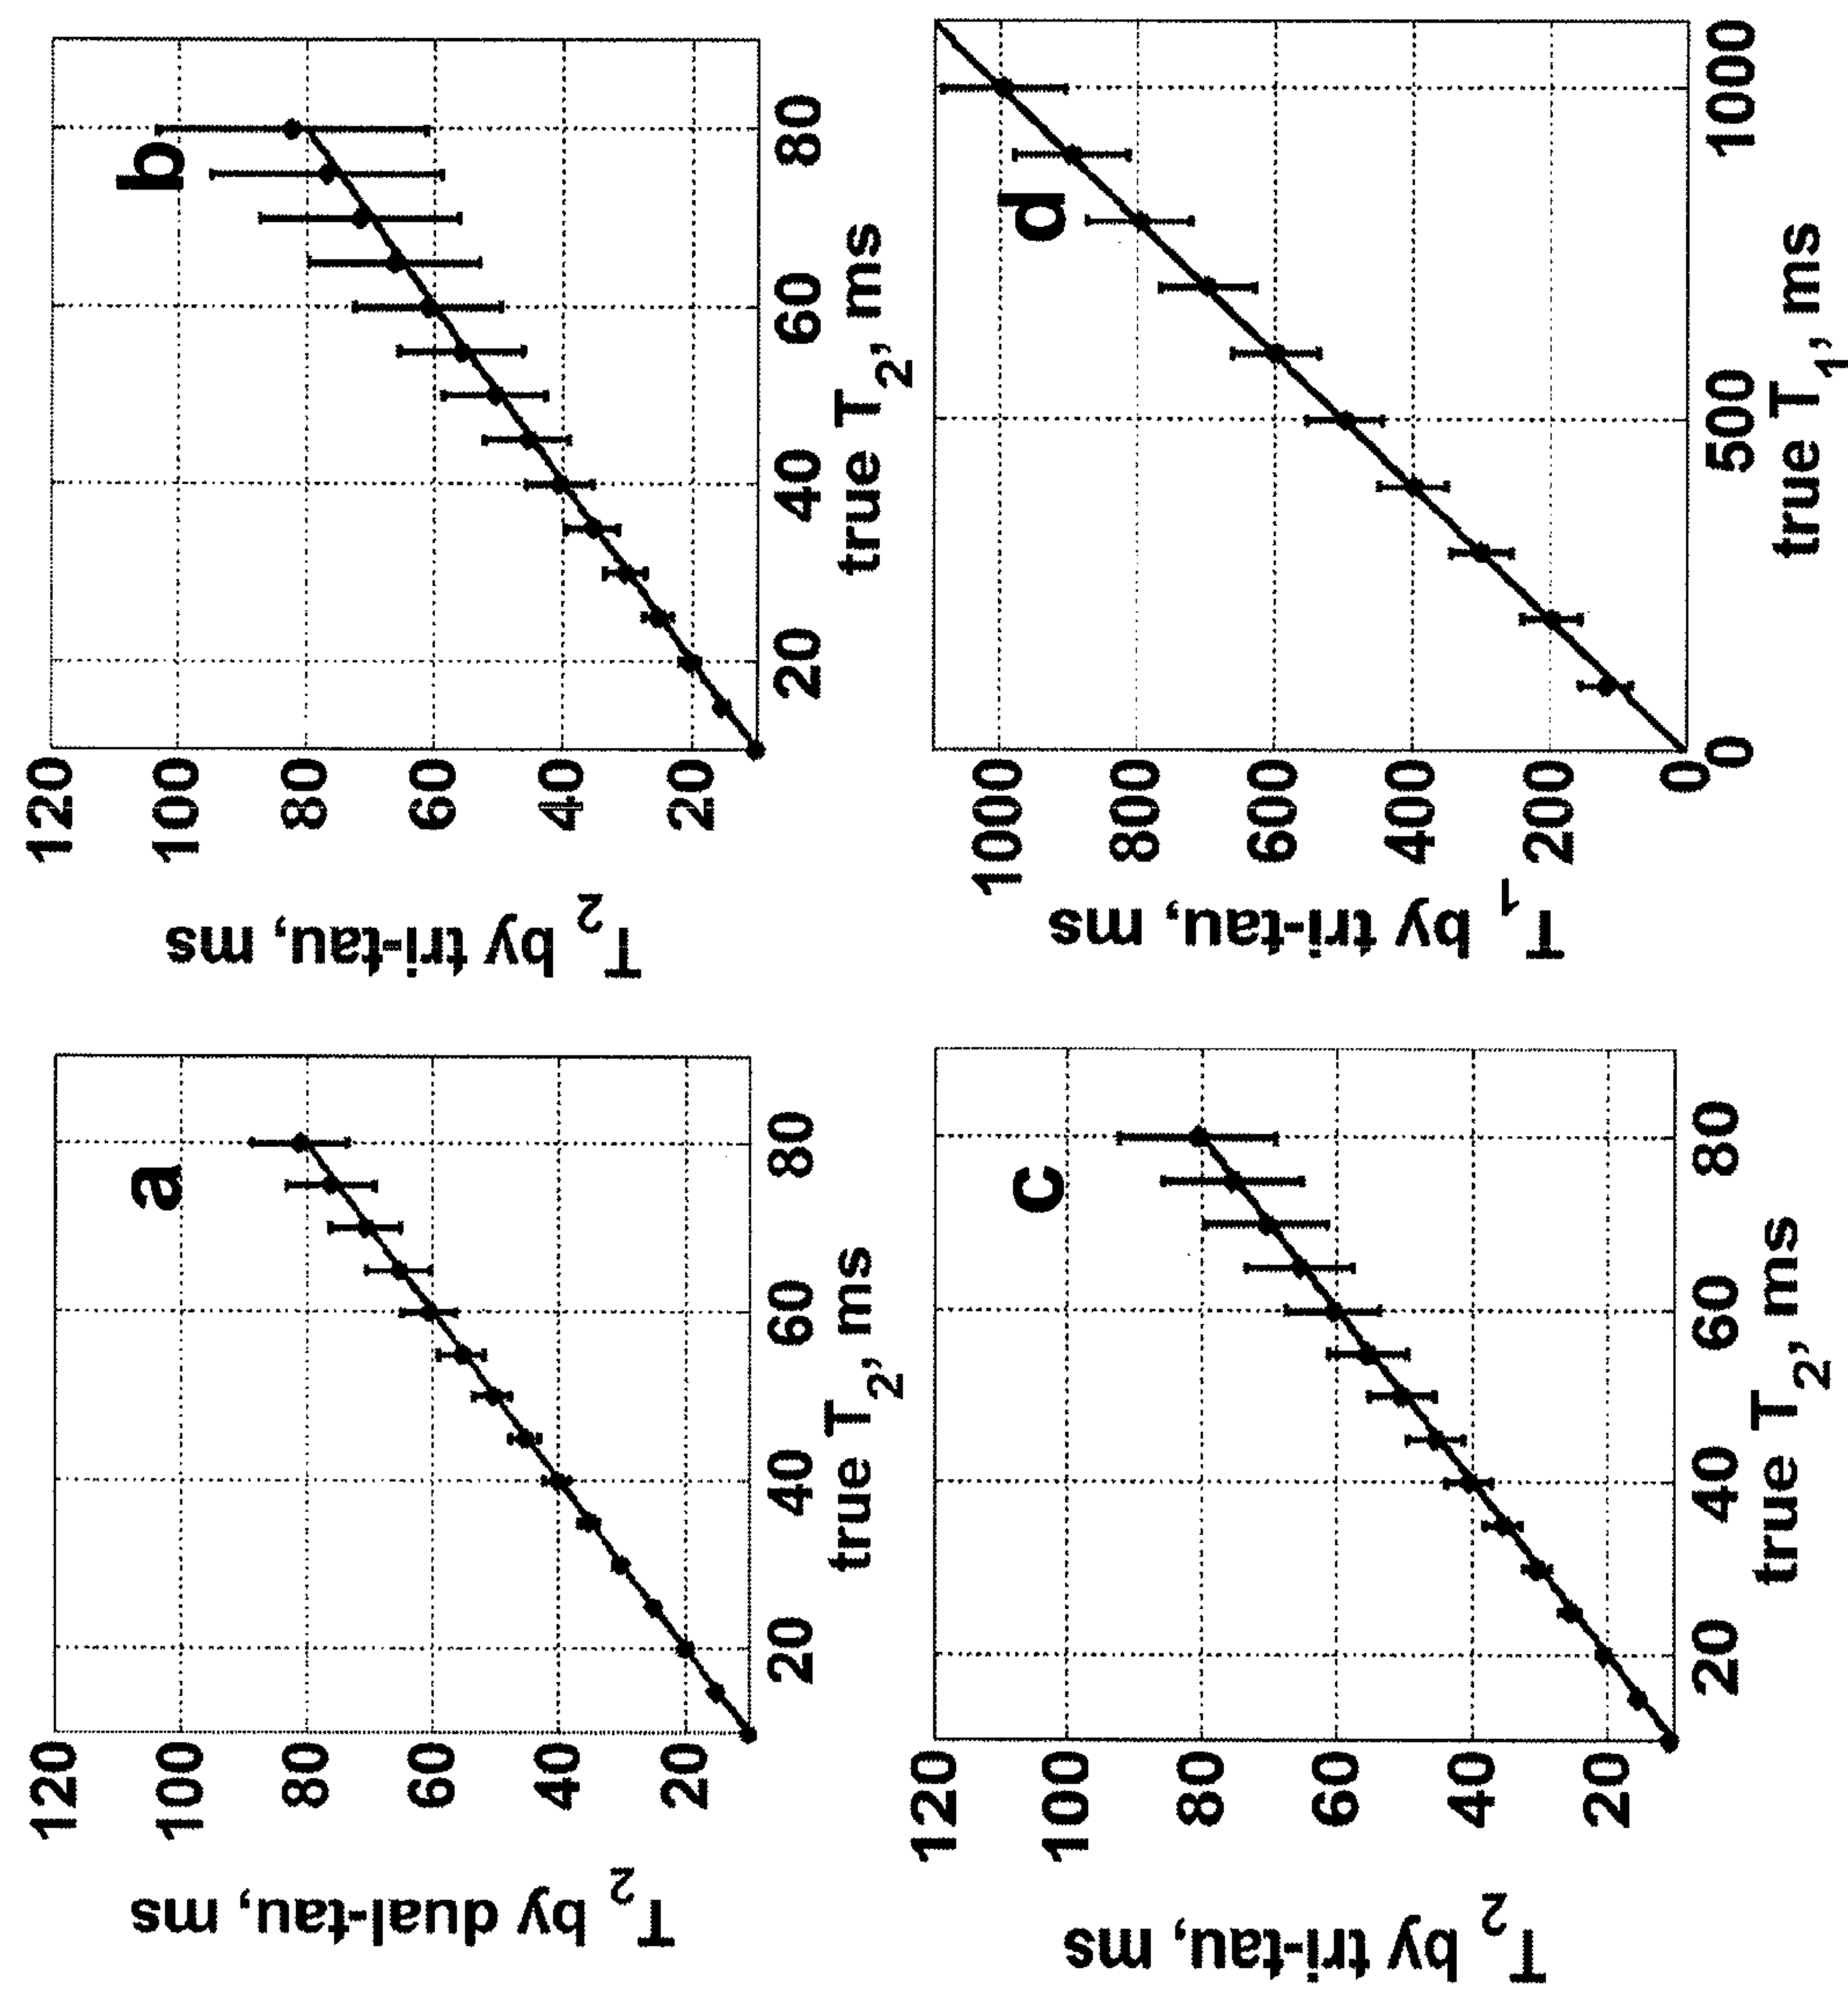 a
120
100
80
60
40
20
T2 by dual-tau, ms
20 40 60 80
true T2, ms
b
120
100
80
60
40
20
T2 by tri-tau, ms
20 40 60 80
true T2, ms
c
120
100
80
60
40
20
T2 by tri-tau, ms
20 40 60 80
true T2, ms
d
1000
800
600
400
200
0
T1 by tri-tau, ms
0 500 1000
true T1, ms